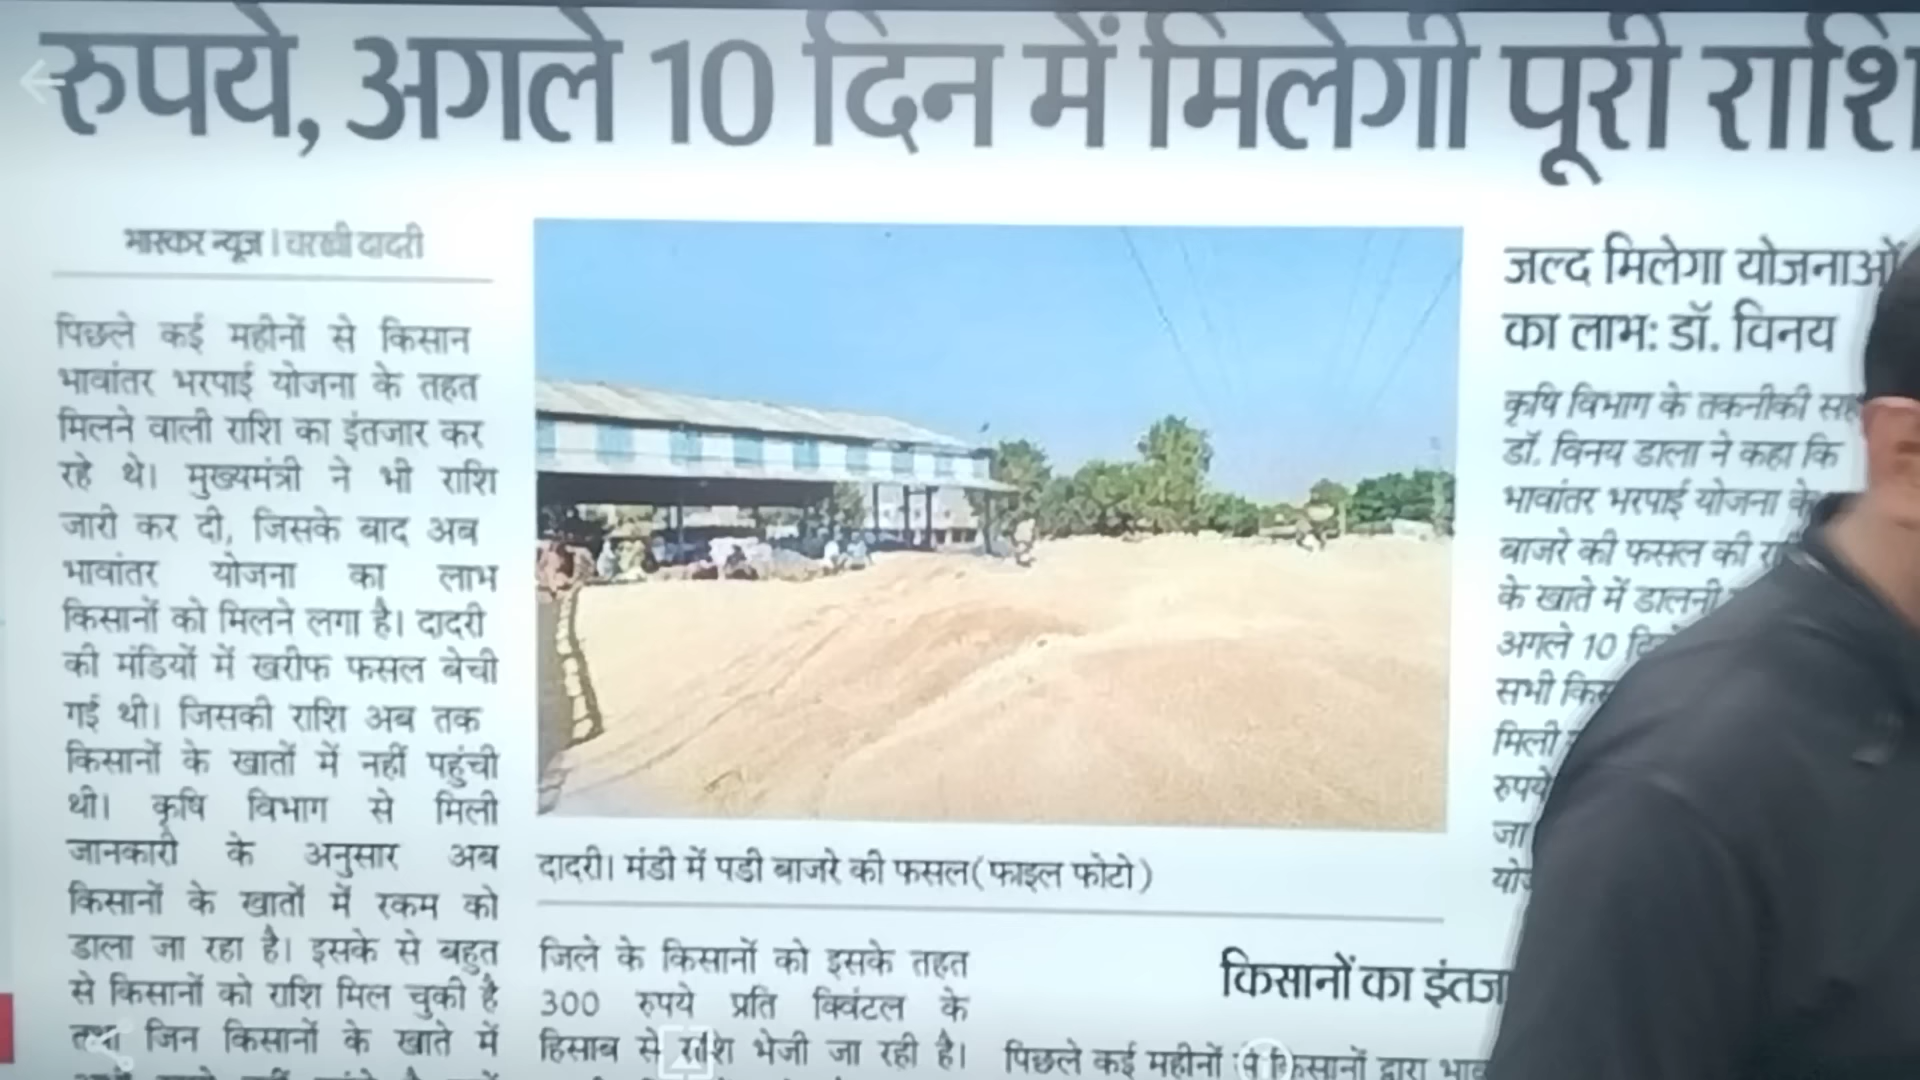 रुपये, अगले 10 दिन में मिलेगी पूरी राशि
भास्कर न्यूज | चरखी दादरी
पिछले कई महीनों से किसान
भावांतर भरपाई योजना के तहत
मिलने वाली राशि का इंतजार कर
रहे थे। मुख्यमंत्री ने भी राशि
जारी कर दी, जिसके बाद अब
भावांतर योजना का लाभ
किसानों को मिलने लगा है। दादरी
की मंडियों में खरीफ फसल बेची
गई थी। जिसकी राशि अब तक
किसानों के खातों में नहीं पहुंची
थी। कृषि विभाग से मिली
जानकारी के अनुसार अब
किसानों के खातों में रकम को
डाला जा रहा है। इसके से बहुत
से किसानों को राशि मिल चुकी है
तथा जिन किसानों के खाते में
दादरी। मंडी में पडी बाजरे की फसल(फाइल फोटो)
जिले के किसानों को इसके तहत
300 रुपये प्रति क्विंटल के
हिसाब से राशि भेजी जा रही है।
किसानों का
पिछले कई महीनों से किसानों द्वारा
जल्द मिलेगा योजनाओं
का लाभ: डॉ. विनय
कृषि विभाग के तकनीकी
डॉ. विनय डाला ने कहा कि
भावांतर भरपाई योजना के
बाजरे की फसल की
के खाते में डालनी
अगले 10
सभी
मिली
रुपये